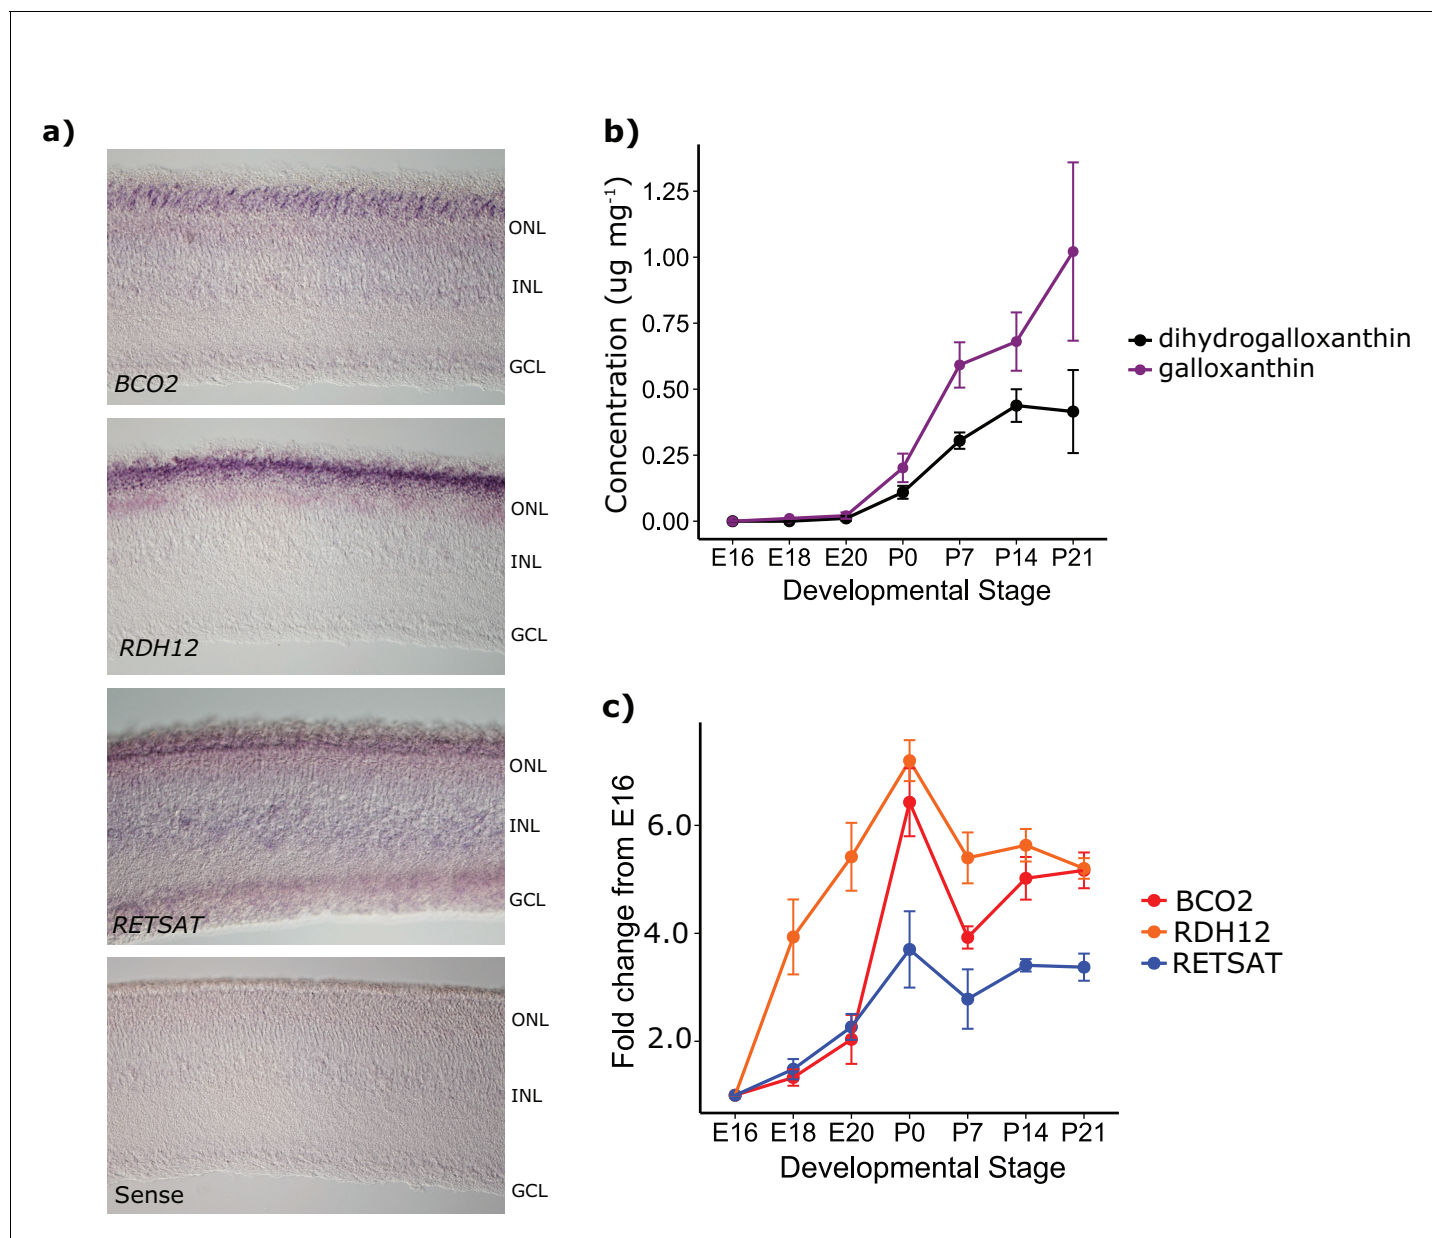 a)
ONL
INL
GCL
BCO2
ONL
INL
GCL
RDH12
ONL
INL
GCL
RETSAT
ONL
INL
GCL
Sense
b)
Concentration (ug mg-1)
1.25
1.00
0.75
0.50
0.25
0.00
E16 E18 E20 P0 P7 P14 P21
Developmental Stage
dihydrogalloxanthin
galloxanthin
c)
Fold change from E16
6.0
4.0
2.0
E16 E18 E20 P0 P7 P14 P21
Developmental Stage
BCO2
RDH12
RETSAT